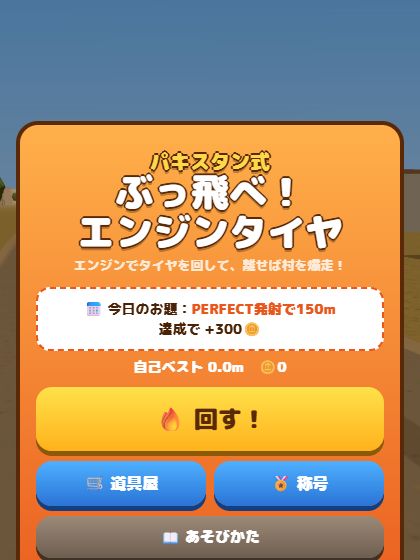 パキスタン式
ぶっ飛べ！
エンジンタイヤ
エンジンでタイヤを回して、離せば村を爆走！
今日のお題：PERFECT発射で150m
達成で +300
自己ベスト 0.0m 0
回す！
道具屋
称号
あそびかた